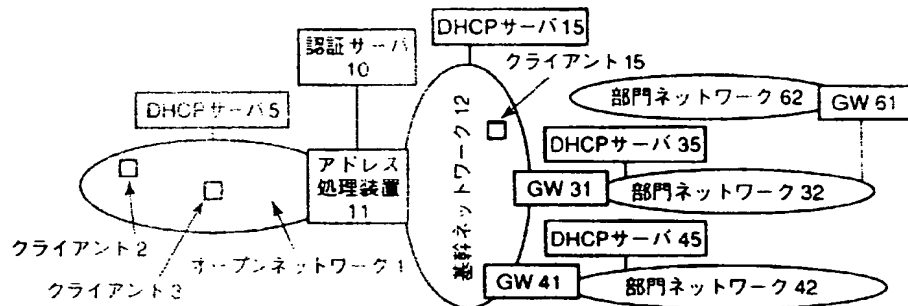 DHCPサーバ15
認証サーバ
10
クライアント15
DHCPサーバ5
部門ネットワーク62
GW 61
基幹ネットワーク12
DHCPサーバ35
アドレス
処理装置
11
GW 31
部門ネットワーク32
クライアント2
オープンネットワーク1
DHCPサーバ45
クライアント3
GW 41
部門ネットワーク42